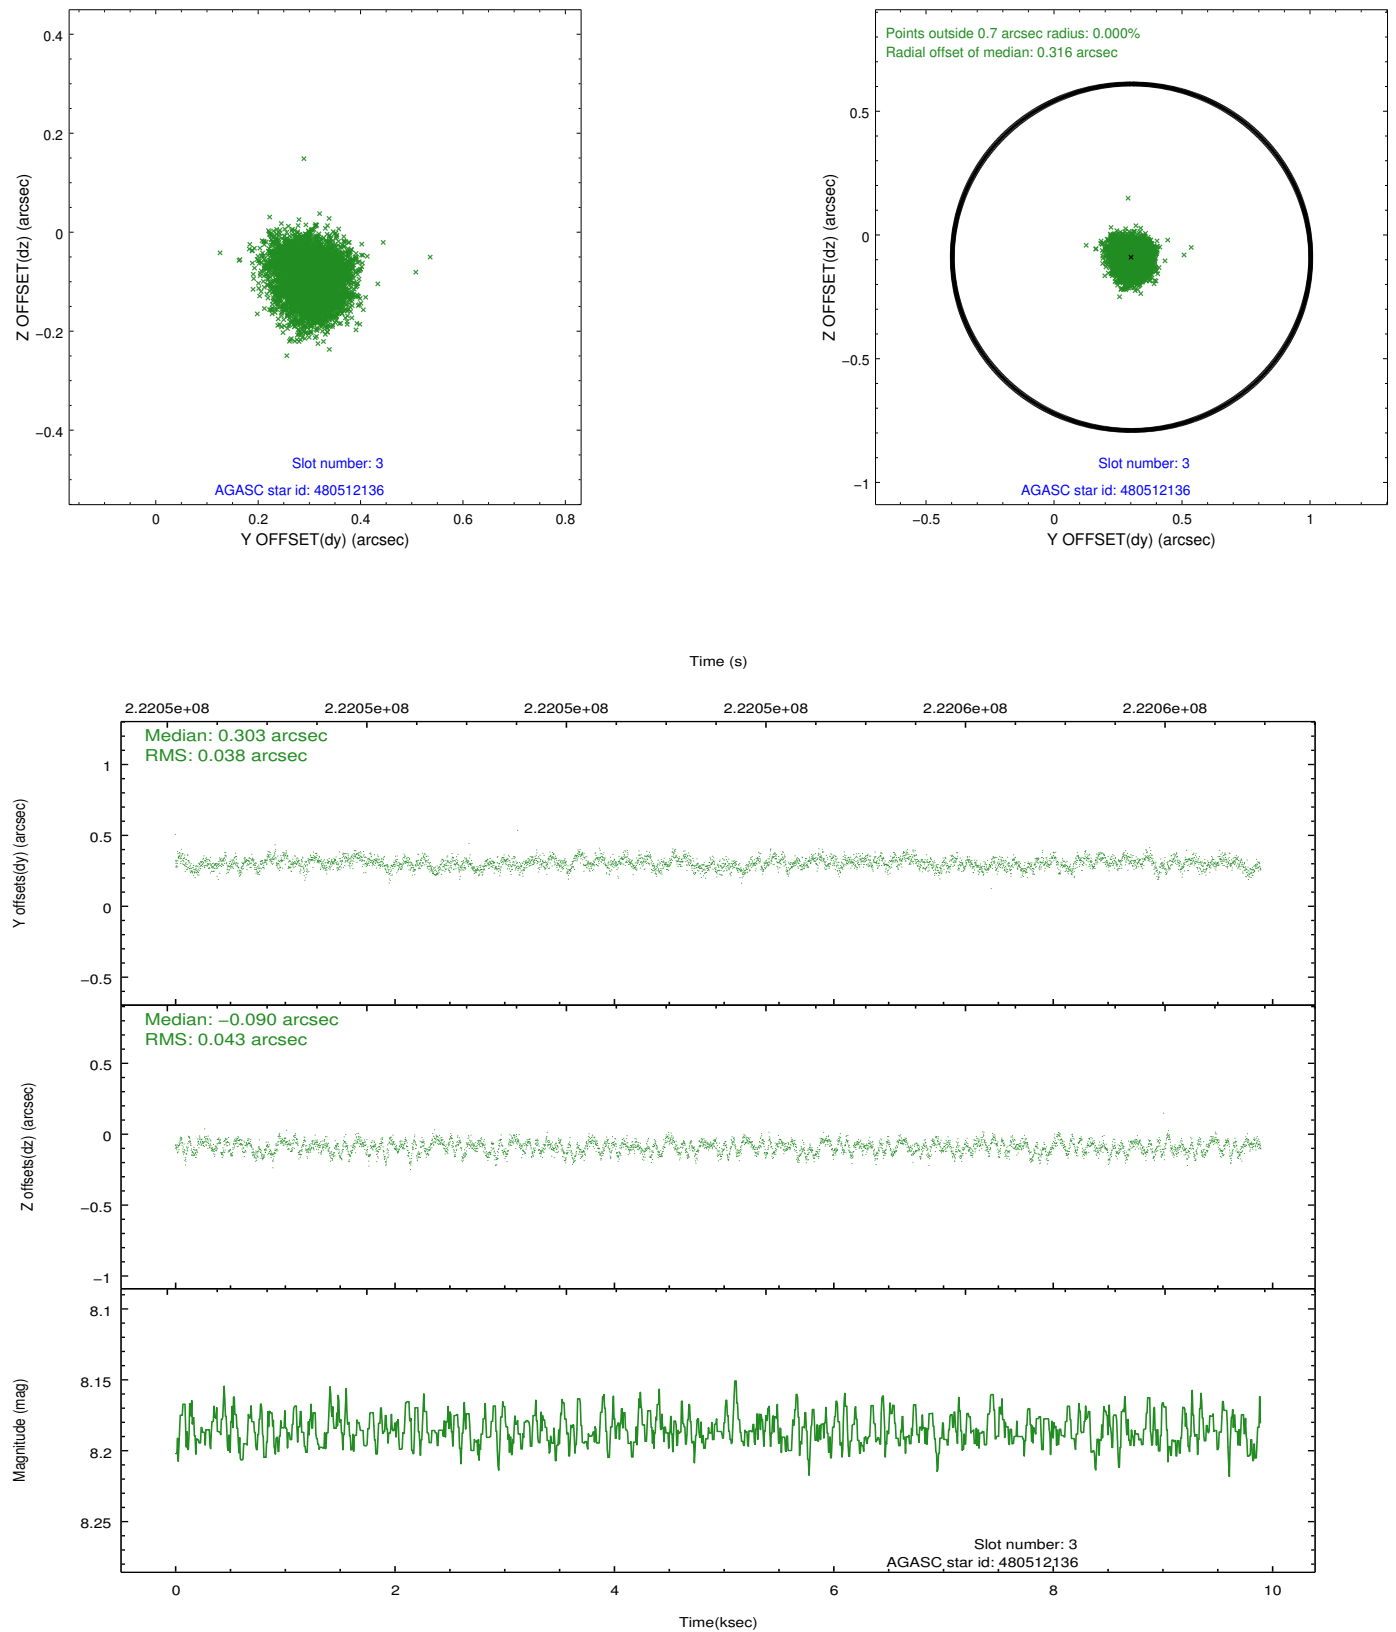 0.4
0.2
0
−0.2
−0.4
Z OFFSET(dz) (arcsec)
Slot number: 3
AGASC star id: 480512136
0
0.2
0.4
0.6
0.8
Y OFFSET(dy) (arcsec)
Points outside 0.7 arcsec radius: 0.000%
Radial offset of median: 0.316 arcsec
0.5
0
−0.5
−1
Z OFFSET(dz) (arcsec)
Slot number: 3
AGASC star id: 480512136
−0.5
0
0.5
1
Y OFFSET(dy) (arcsec)
Time (s)
2.2205e+08
2.2205e+08
2.2205e+08
2.2205e+08
2.2206e+08
2.2206e+08
Median: 0.303 arcsec
RMS: 0.038 arcsec
1
0.5
0
−0.5
Y offsets(dy) (arcsec)
Median: −0.090 arcsec
RMS: 0.043 arcsec
0.5
0
−0.5
−1
Z offsets(dz) (arcsec)
8.1
8.15
8.2
8.25
Magnitude (mag)
Slot number: 3
AGASC star id: 480512136
0
2
4
6
8
10
Time(ksec)